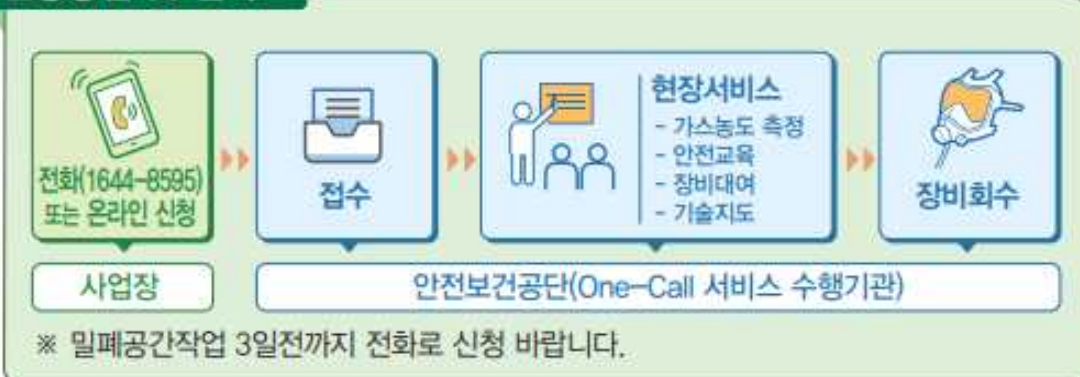 전화(1644-8595)
또는 온라인 신청
접수
현장서비스
- 가스농도 측정
- 안전교육
- 장비대여
- 기술지도
장비회수
사업장
안전보건공단(One-Call 서비스 수행기관)
※ 밀폐공간작업 3일전까지 전화로 신청 바랍니다.